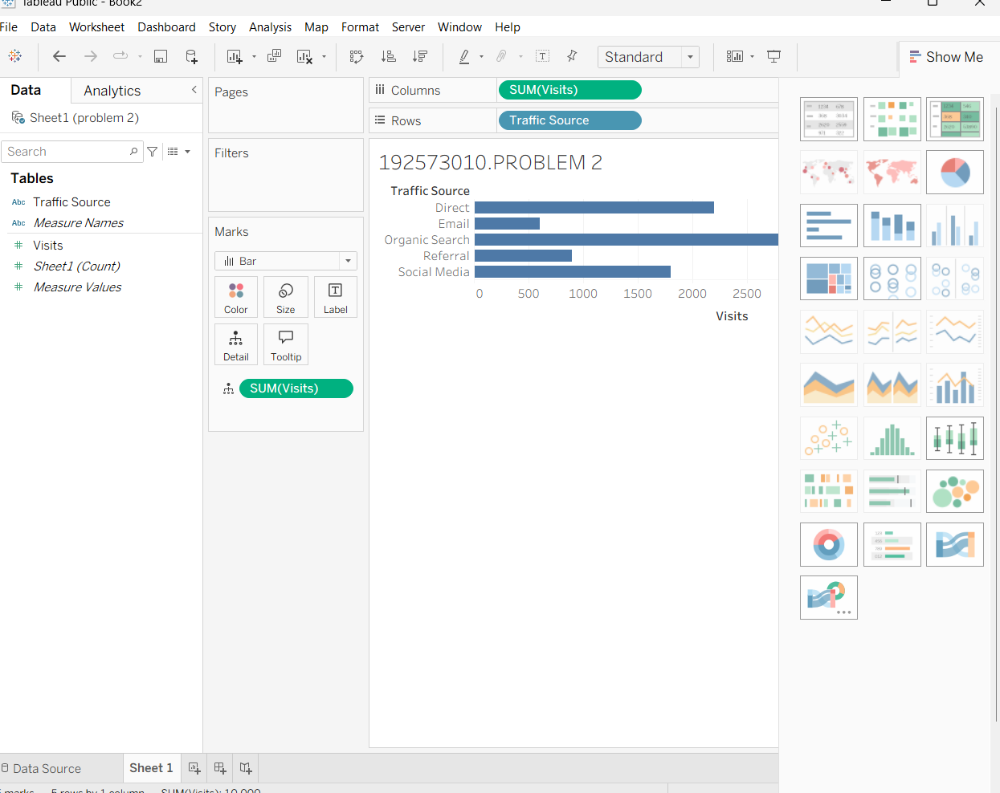 Tableau Public - Book2
File Data Worksheet Dashboard Story Analysis Map Format Server Window Help
Standard
Show Me
Data Analytics
Sheet1 (problem 2)
Search
Tables
Abc Traffic Source
Abc Measure Names
# Visits
# Sheet1 (Count)
# Measure Values
Pages
Filters
Marks
Bar
Color Size Label
Detail Tooltip
SUM(Visits)
Columns SUM(Visits)
Rows Traffic Source
192573010.PROBLEM 2
Traffic Source
Direct
Email
Organic Search
Referral
Social Media
0 500 1000 1500 2000 2500
Visits
Data Source Sheet 1
5 marks 5 rows by 1 column SUM(Visits): 10,000